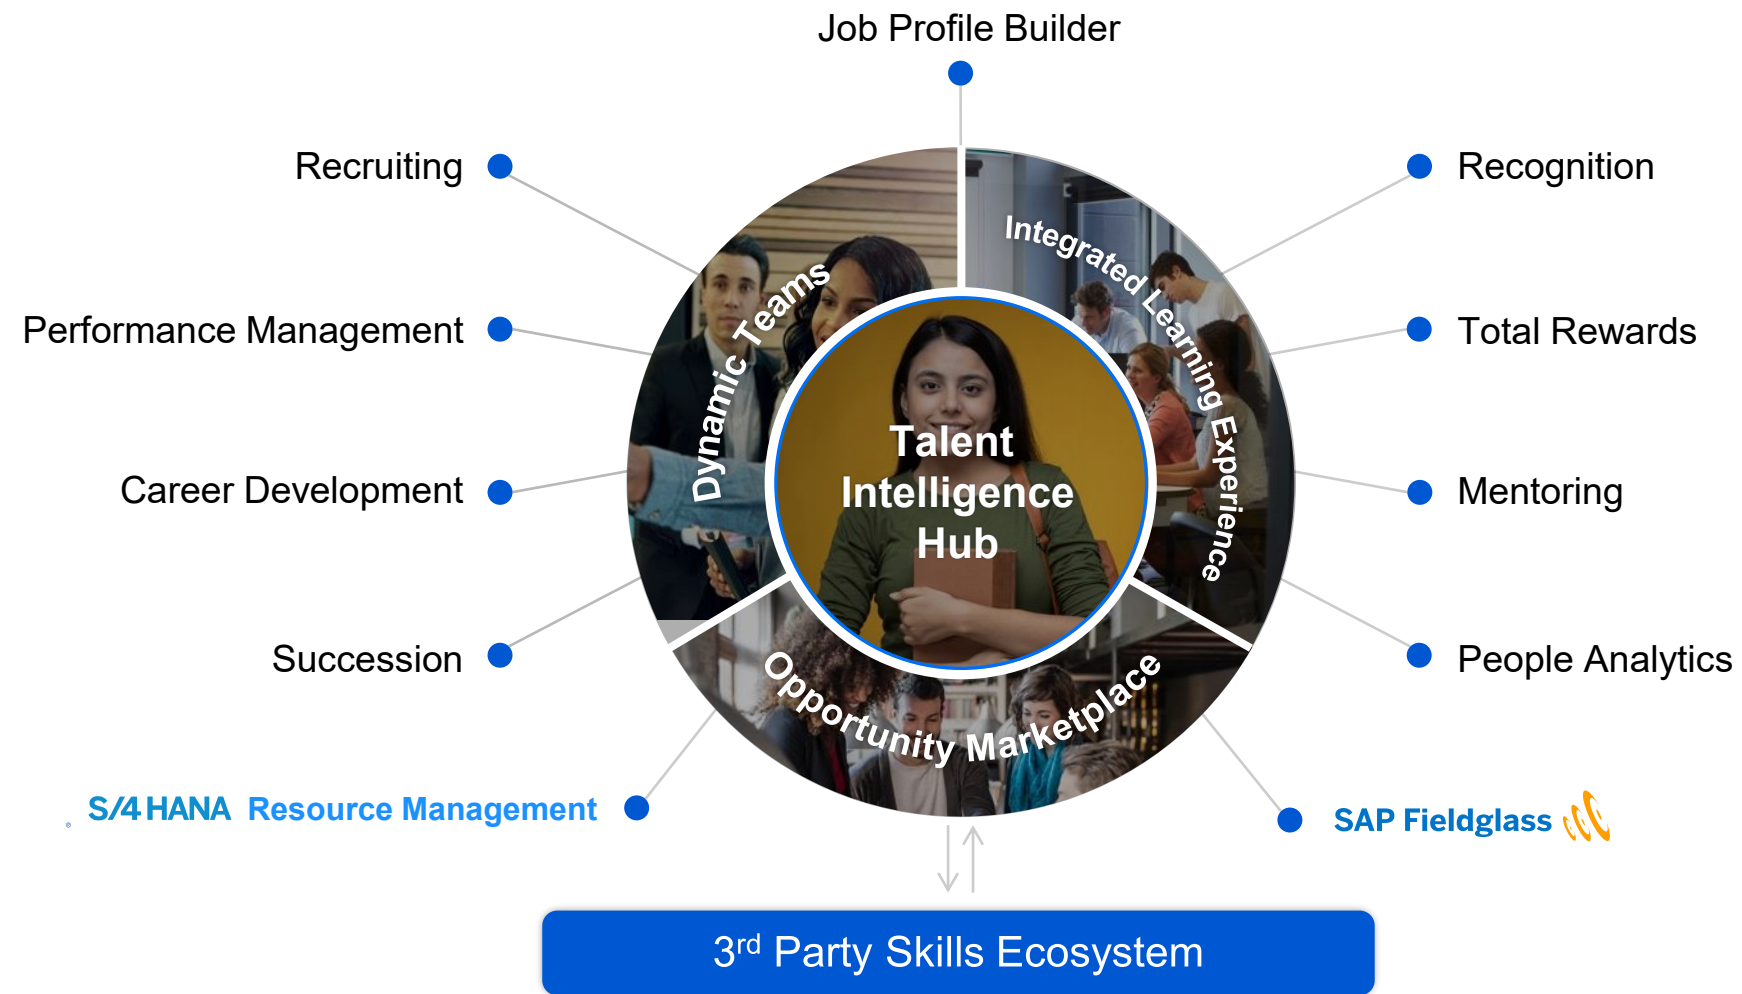 Job Profile Builder
Recruiting
Recognition
Integrated Learning Experience
Dynamic Teams
Performance Management
Total Rewards
Talent
Intelligence
Hub
Career Development
Mentoring
Succession
People Analytics
Opportunity Marketplace
S/4HANA Resource Management
®
SAP Fieldglass
3rd Party Skills Ecosystem